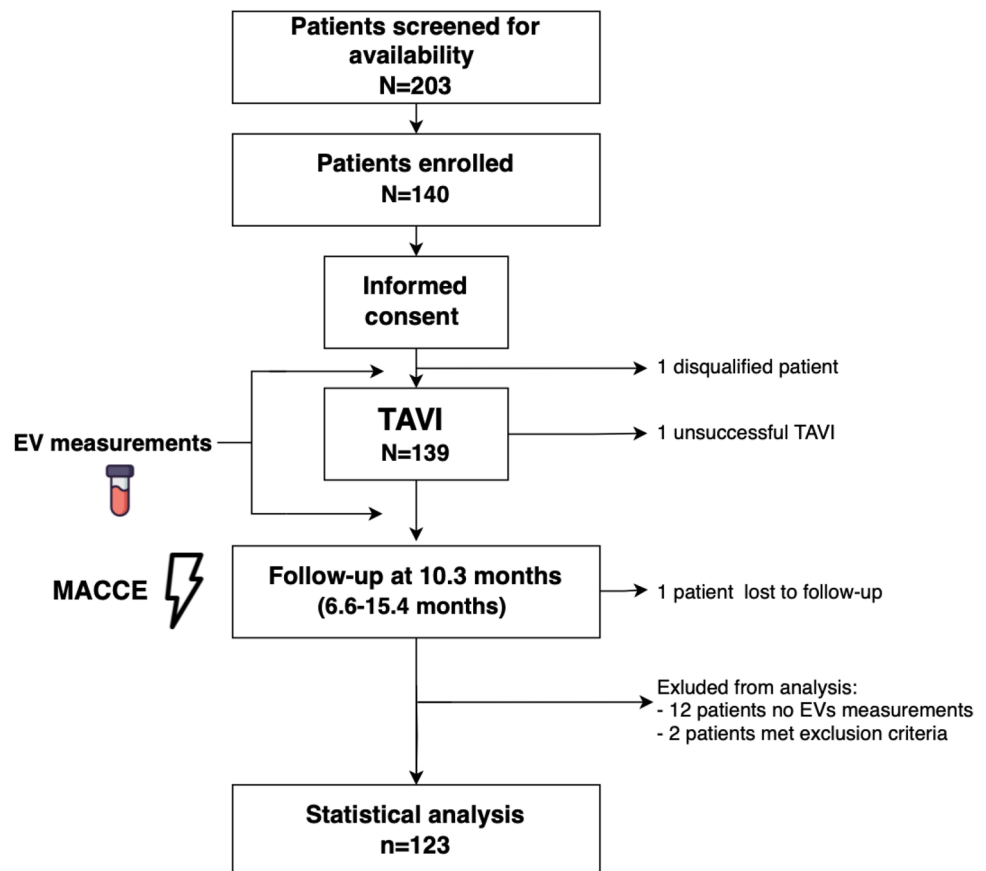 Patients screened for
availability
N=203
Patients enrolled
N=140
Informed
consent
1 disqualified patient
TAVI
N=139
1 unsuccessful TAVI
EV measurements
MACCE
Follow-up at 10.3 months
(6.6-15.4 months)
1 patient lost to follow-up
Exluded from analysis:
- 12 patients no EVs measurements
- 2 patients met exclusion criteria
Statistical analysis
n=123